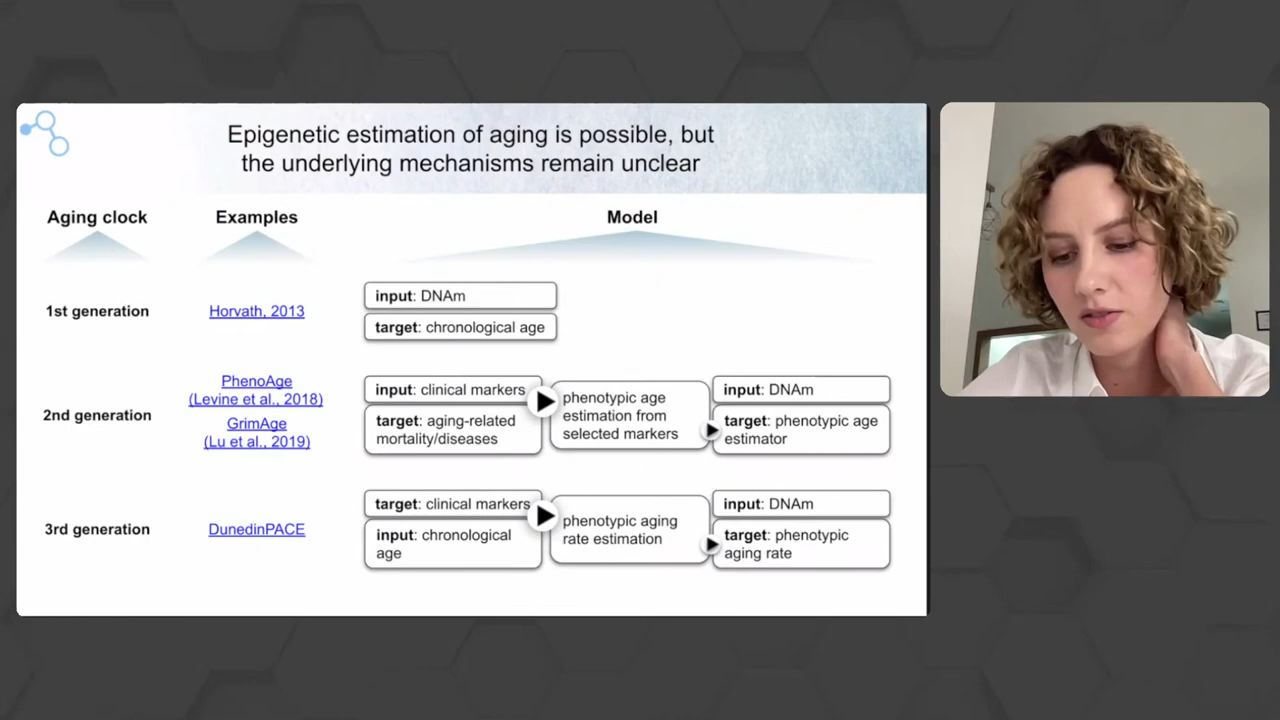 Epigenetic estimation of aging is possible, but
the underlying mechanisms remain unclear
Aging clock
Examples
Model
1st generation
Horvath, 2013
input: DNAm
target: chronological age
2nd generation
PhenoAge
(Levine et al., 2018)
GrimAge
(Lu et al., 2019)
input: clinical markers
target: aging-related
mortality/diseases
phenotypic age
estimation from
selected markers
input: DNAm
target: phenotypic age
estimator
3rd generation
DunedinPACE
target: clinical markers
input: chronological
age
phenotypic aging
rate estimation
input: DNAm
target: phenotypic
aging rate